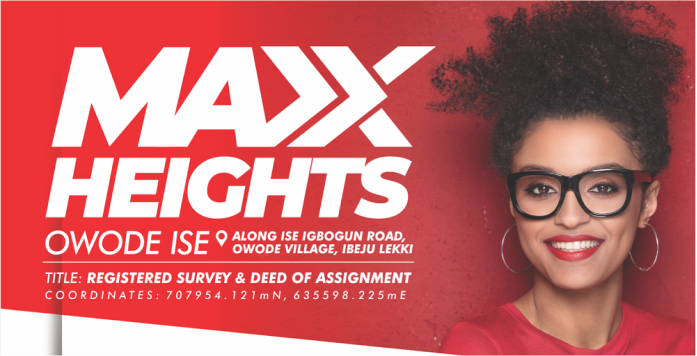 MAXX
HEIGHTS
OWODE ISE
ALONG ISE IGBOGUN ROAD,
OWODE VILLAGE, IBEJU LEKKI
TITLE: REGISTERED SURVEY & DEED OF ASSIGNMENT
COORDINATES: 707954.121mN, 635598.225mE